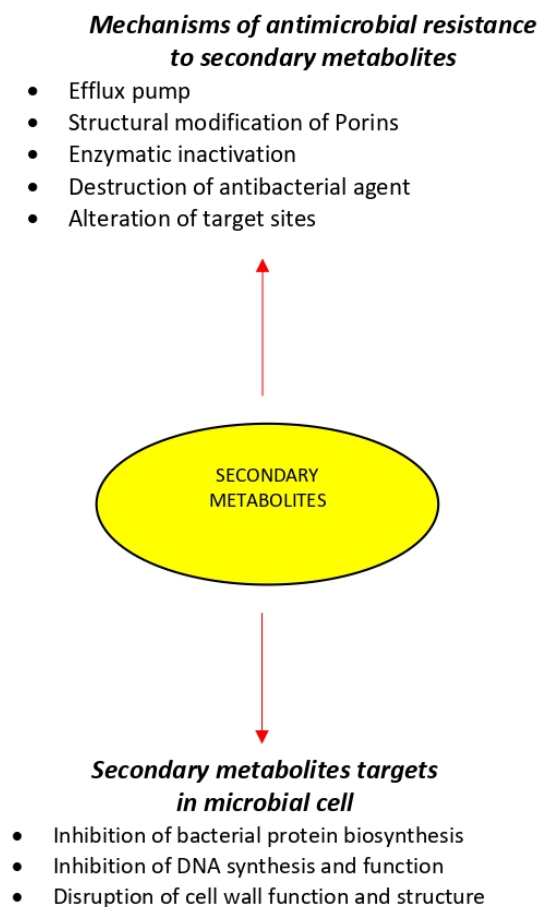 Mechanisms of antimicrobial resistance
to secondary metabolites
• Efflux pump
• Structural modification of Porins
• Enzymatic inactivation
• Destruction of antibacterial agent
• Alteration of target sites
SECONDARY
METABOLITES
Secondary metabolites targets
in microbial cell
• Inhibition of bacterial protein biosynthesis
• Inhibition of DNA synthesis and function
• Disruption of cell wall function and structure